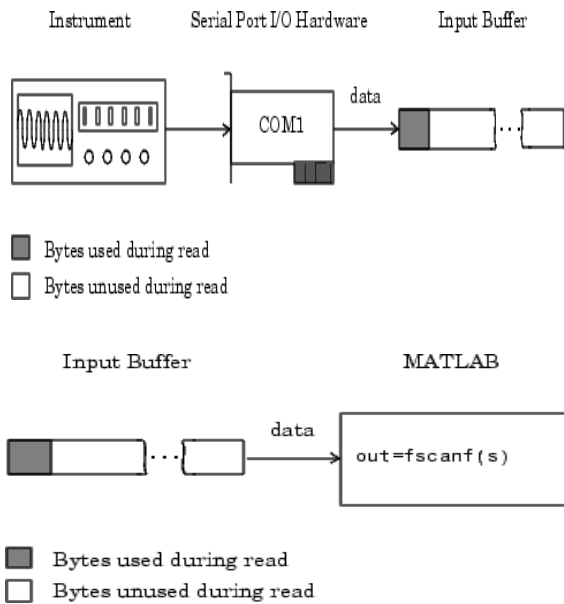 Instrument Serial Port I/O Hardware Input Buffer
data
COM1
Bytes used during read
Bytes unused during read
Input Buffer MATLAB
data
out=fscanf(s)
Bytes used during read
Bytes unused during read